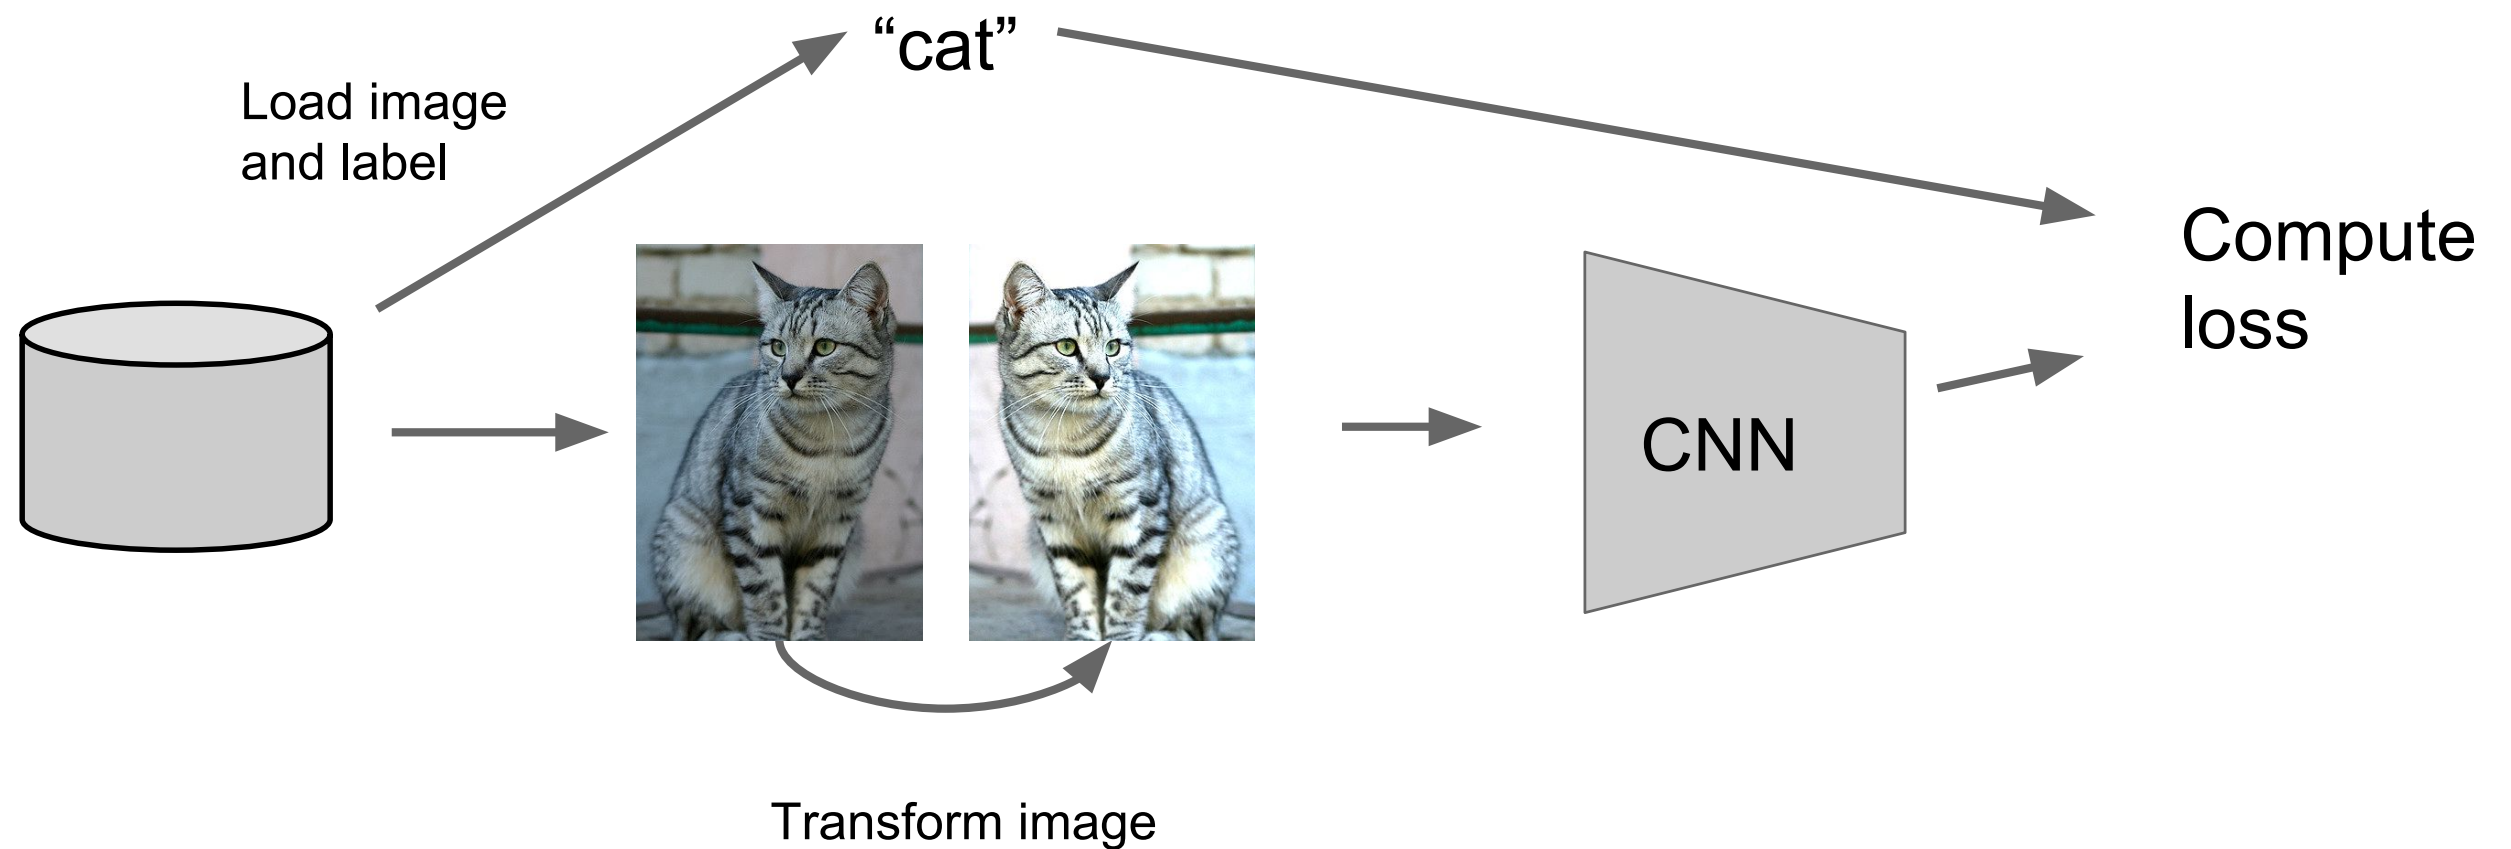 “cat”
Load image
and label
Compute
loss
CNN
Transform image